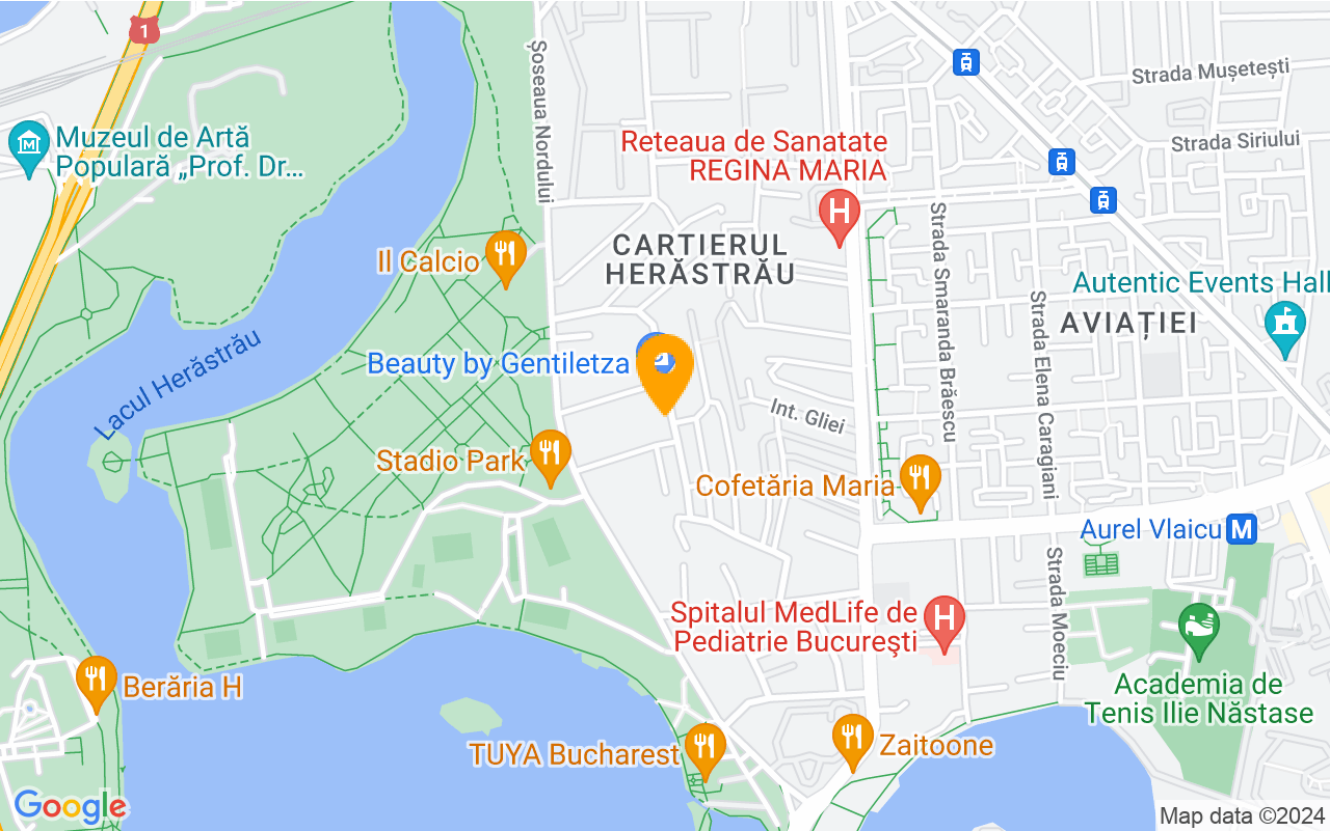 1
Șoseaua Nordului
Strada Mușetești
Muzeul de Artă
Populară „Prof. Dr...
Strada Siriului
Reteaua de Sanatate
REGINA MARIA
H
CARTIERUL
HERĂSTRĂU
Il Calcio
Strada Smaranda Brăescu
Autentic Events Hall
Strada Elena Caragiani
AVIAȚIEI
Lacul Herăstrău
Beauty by Gentiletza
Int. Gliei
Stadio Park
Cofetăria Maria
Aurel Vlaicu M
Strada Moeciu
Spitalul MedLife de
Pediatrie Bucureşti
H
Berăria H
Academia de
Tenis Ilie Năstase
TUYA Bucharest
Zaitoone
Google
Map data ©2024